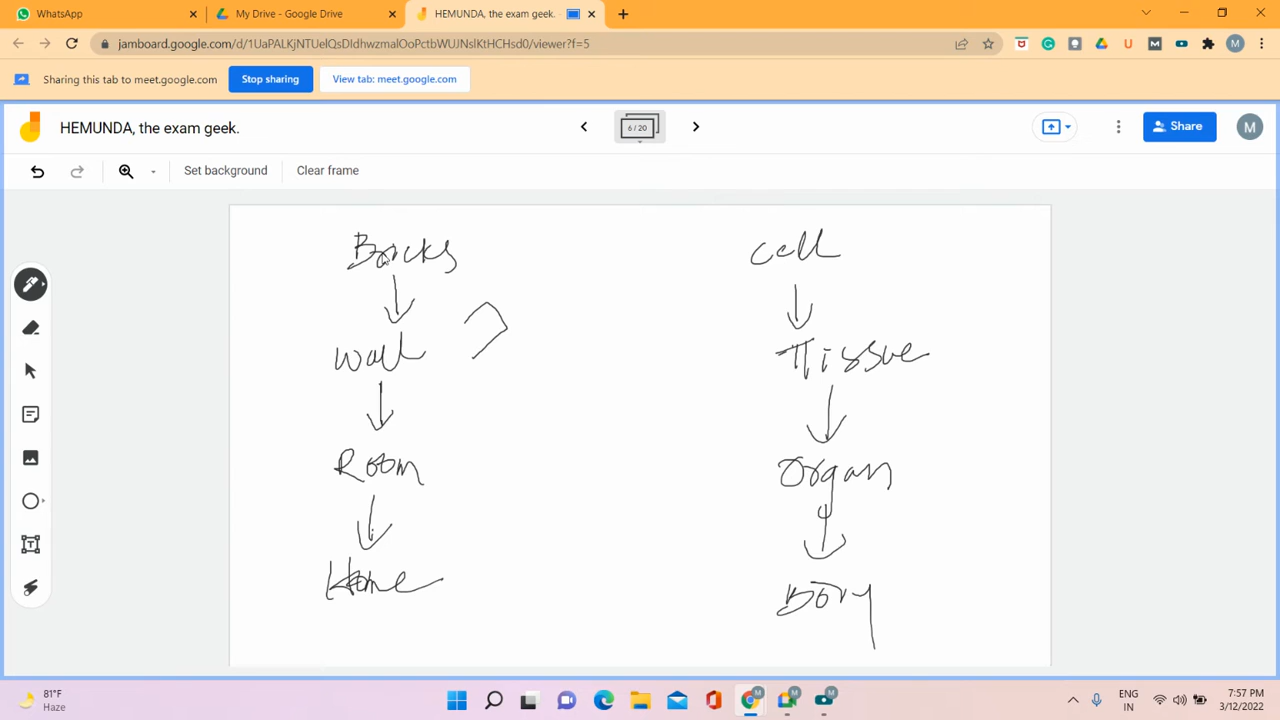 WhatsApp
My Drive - Google Drive
HEMUNDA, the exam geek.
jamboard.google.com/d/1UaPALKjNTUelQsDIdhwzmalOoPctbWUJNslKtHCHsd0/viewer?f=5
Sharing this tab to meet.google.com
Stop sharing
View tab: meet.google.com
HEMUNDA, the exam geek.
6 / 20
Share
M
Set background
Clear frame
Bricks
Cell
Wall
Tissue
Room
Organ
Home
Body
81°F
Haze
ENG
IN
7:57 PM
3/12/2022